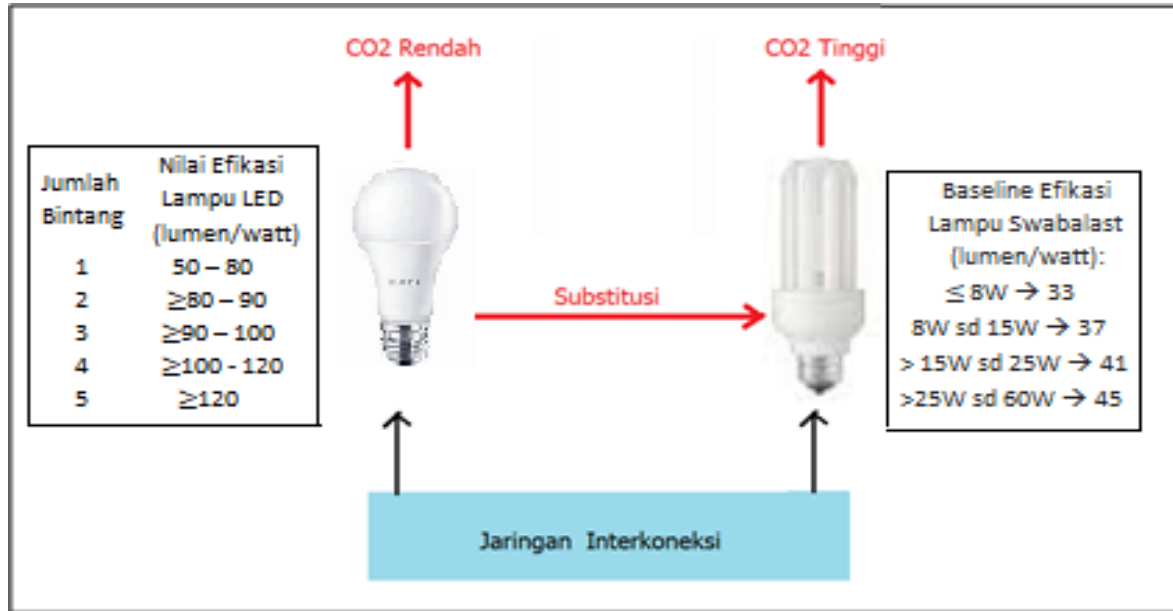 CO2 Rendah
CO2 Tinggi
Jumlah
Bintang
Nilai Efikasi
Lampu LED
(lumen/watt)
1 50 – 80
2 ≥80 – 90
3 ≥90 – 100
4 ≥100 - 120
5 ≥120
Substitusi
Baseline Efikasi
Lampu Swabalast
(lumen/watt):
≤ 8W → 33
8W sd 15W → 37
> 15W sd 25W → 41
>25W sd 60W → 45
Jaringan Interkoneksi